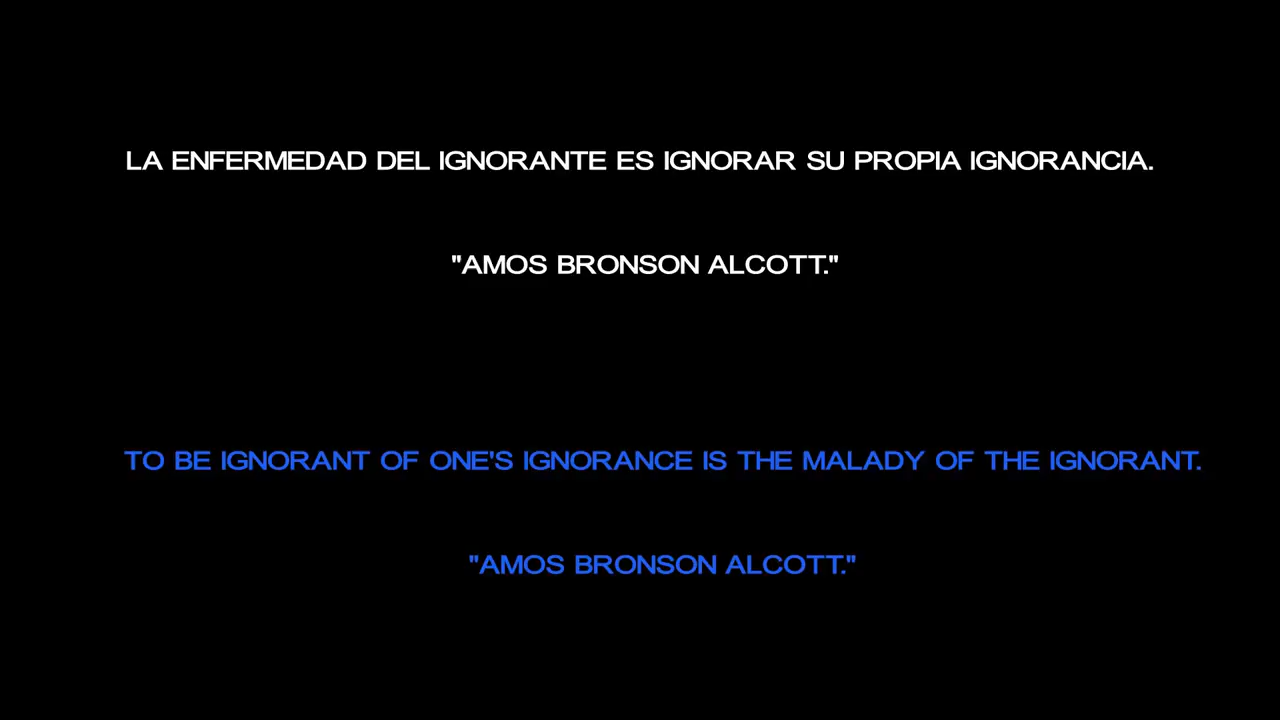 LA ENFERMEDAD DEL IGNORANTE ES IGNORAR SU PROPIA IGNORANCIA.
"AMOS BRONSON ALCOTT."
TO BE IGNORANT OF ONE'S IGNORANCE IS THE MALADY OF THE IGNORANT.
"AMOS BRONSON ALCOTT."